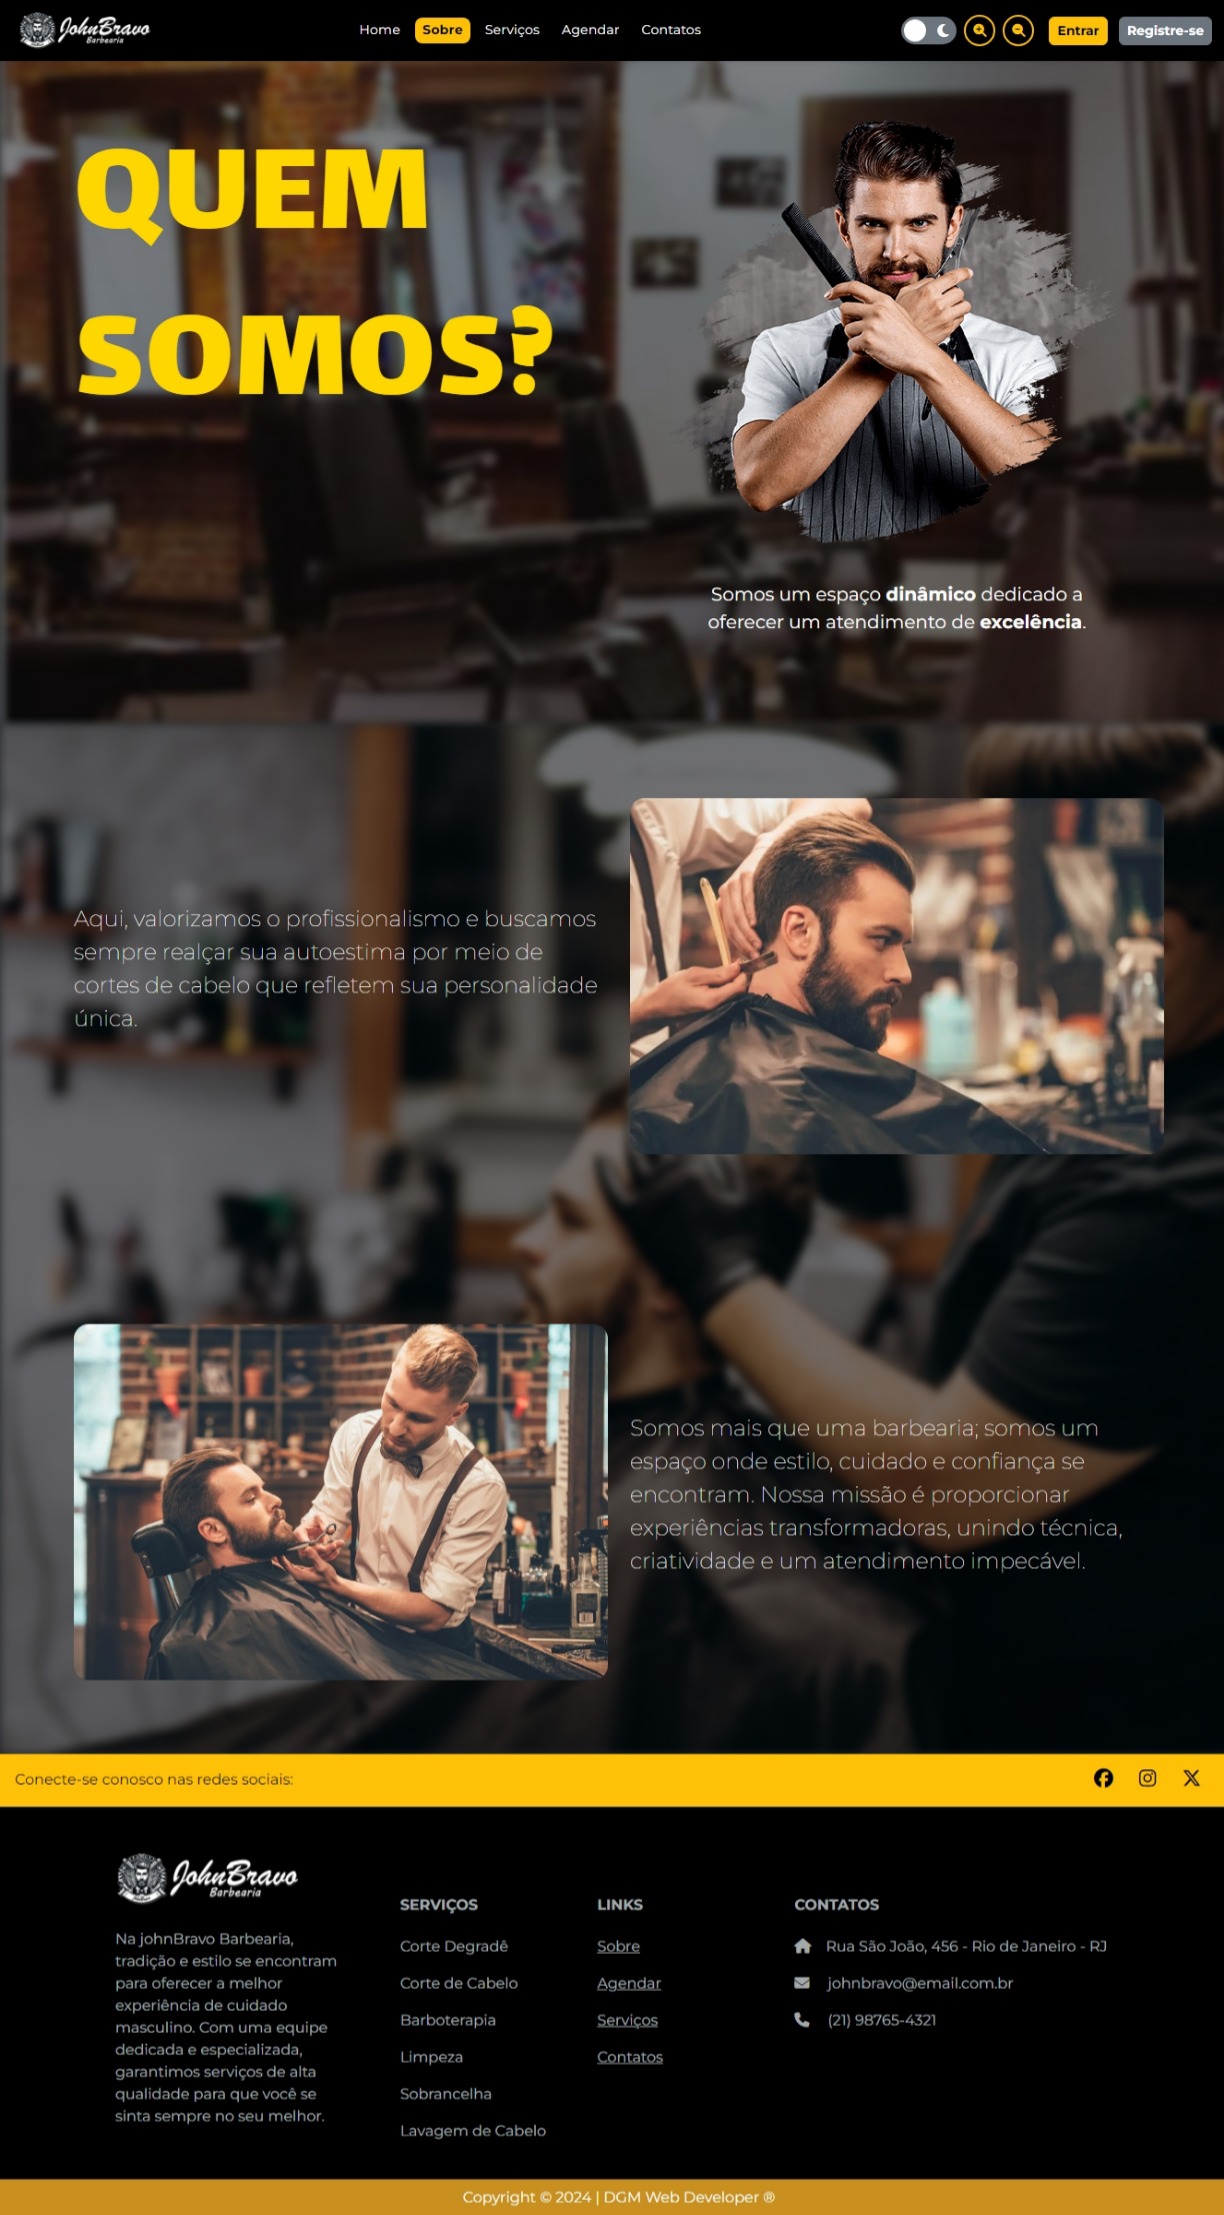 JohnBravo
Barbearia
Home
Sobre
Serviços
Agendar
Contatos
Entrar
Registre-se
QUEM
SOMOS?
Somos um espaço dinâmico dedicado a
oferecer um atendimento de excelência.
Aqui, valorizamos o profissionalismo e buscamos
sempre realçar sua autoestima por meio de
cortes de cabelo que refletem sua personalidade
única.
Somos mais que uma barbearia; somos um
espaço onde estilo, cuidado e confiança se
encontram. Nossa missão é proporcionar
experiências transformadoras, unindo técnica,
criatividade e um atendimento impecável.
Conecte-se conosco nas redes sociais:
JohnBravo
Barbearia
Na johnBravo Barbearia,
tradição e estilo se encontram
para oferecer a melhor
experiência de cuidado
masculino. Com uma equipe
dedicada e especializada,
garantimos serviços de alta
qualidade para que você se
sinta sempre no seu melhor.
SERVIÇOS
Corte Degradê
Corte de Cabelo
Barboterapia
Limpeza
Sobrancelha
Lavagem de Cabelo
LINKS
Sobre
Agendar
Serviços
Contatos
CONTATOS
Rua São João, 456 - Rio de Janeiro - RJ
johnbravo@email.com.br
(21) 98765-4321
Copyright © 2024 | DGM Web Developer ®